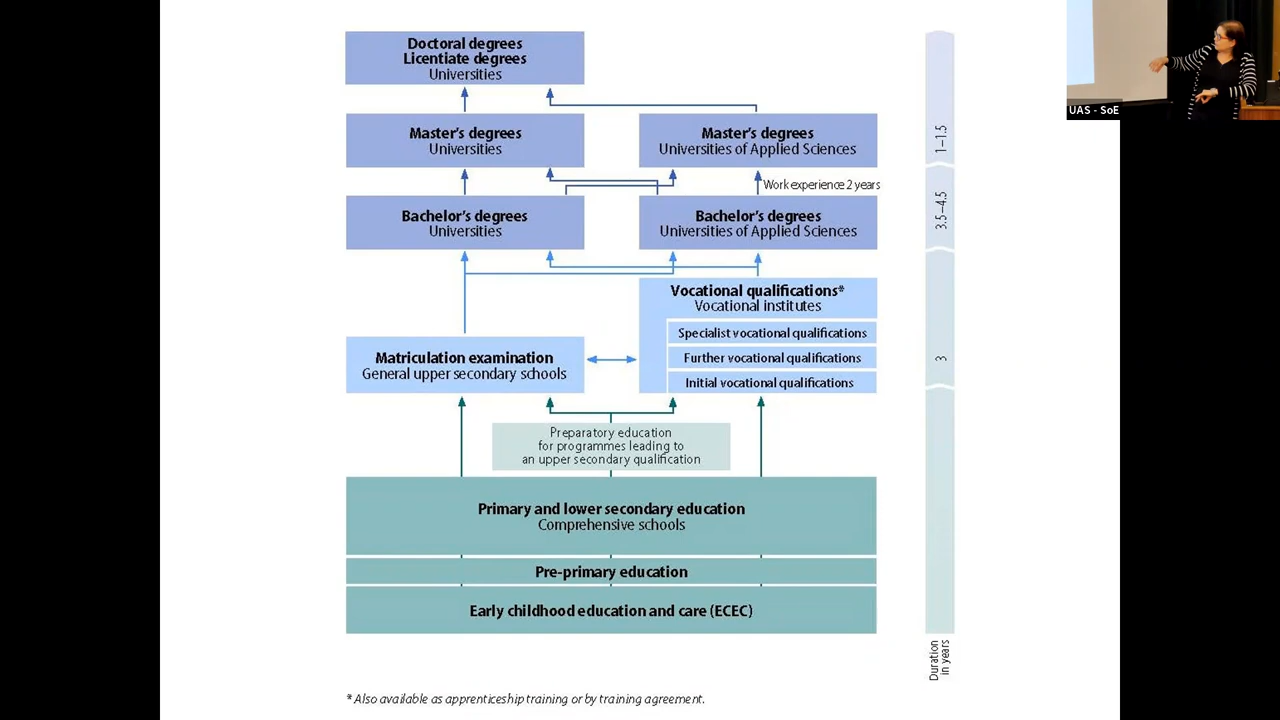 Doctoral degrees
Licentiate degrees
Universities
UAS - SoE
Master's degrees
Universities
Master's degrees
Universities of Applied Sciences
1–1.5
Work experience 2 years
Bachelor's degrees
Universities
Bachelor's degrees
Universities of Applied Sciences
3.5–4.5
Vocational qualifications*
Vocational institutes
Specialist vocational qualifications
Further vocational qualifications
Initial vocational qualifications
Matriculation examination
General upper secondary schools
3
Preparatory education
for programmes leading to
an upper secondary qualification
Primary and lower secondary education
Comprehensive schools
Pre-primary education
Early childhood education and care (ECEC)
Duration
in years
* Also available as apprenticeship training or by training agreement.